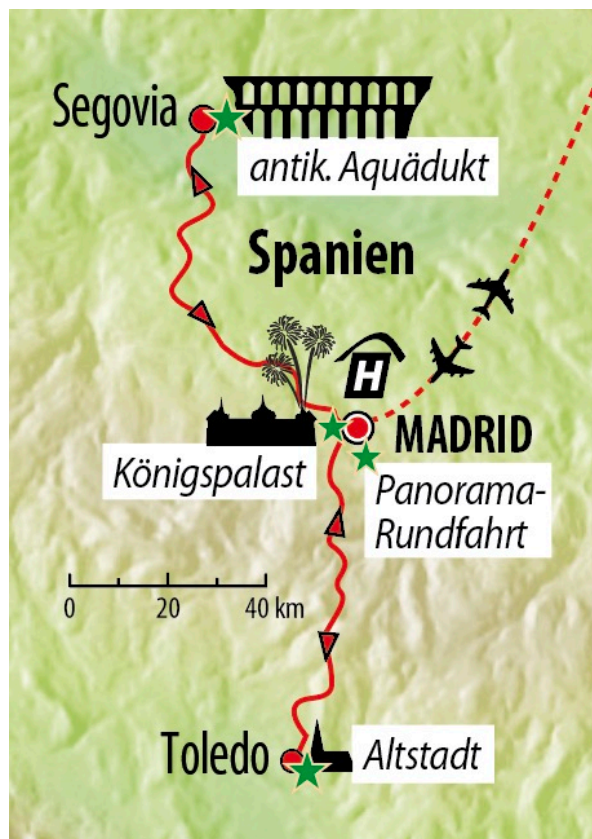 Segovia
antik. Aquädukt
Spanien
H
MADRID
Königspalast
Panorama-
Rundfahrt
0 20 40 km
Toledo
Altstadt